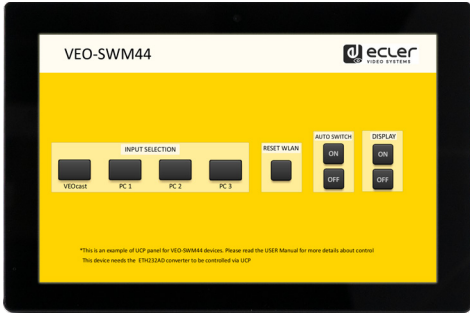 VEO-SWM44
ecler
VIDEO SYSTEMS
INPUT SELECTION
VEOcast
PC 1
PC 2
PC 3
RESET WLAN
AUTO SWITCH
ON
OFF
DISPLAY
ON
OFF
*This is an example of UCP panel for VEO-SWM44 devices. Please read the USER Manual for more details about control
This device needs the ETH232AD converter to be controlled via UCP